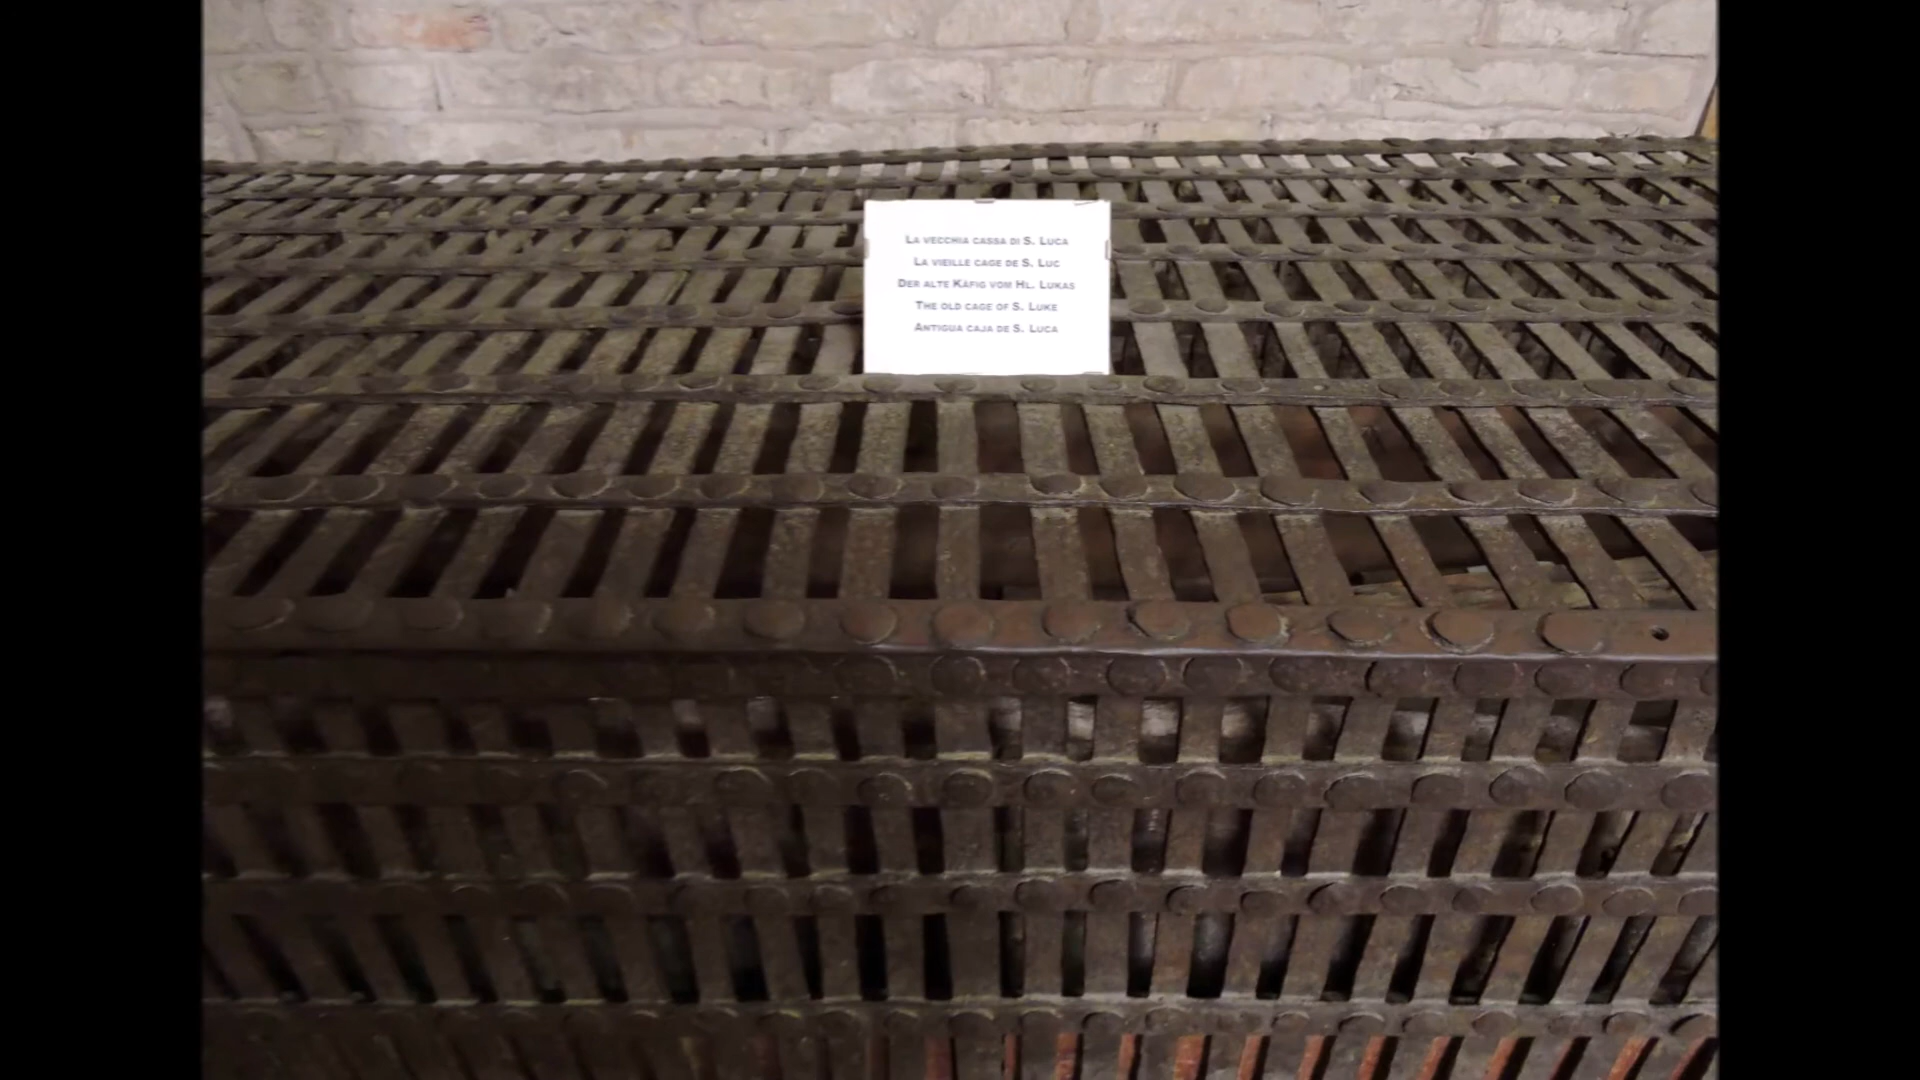 LA VECCHIA CASSA DI S. LUCA
LA VIEILLE CAGE DE S. LUC
DER ALTE KÄFIG VOM HL. LUKAS
THE OLD CAGE OF S. LUKE
ANTIGUA CAJA DE S. LUCA